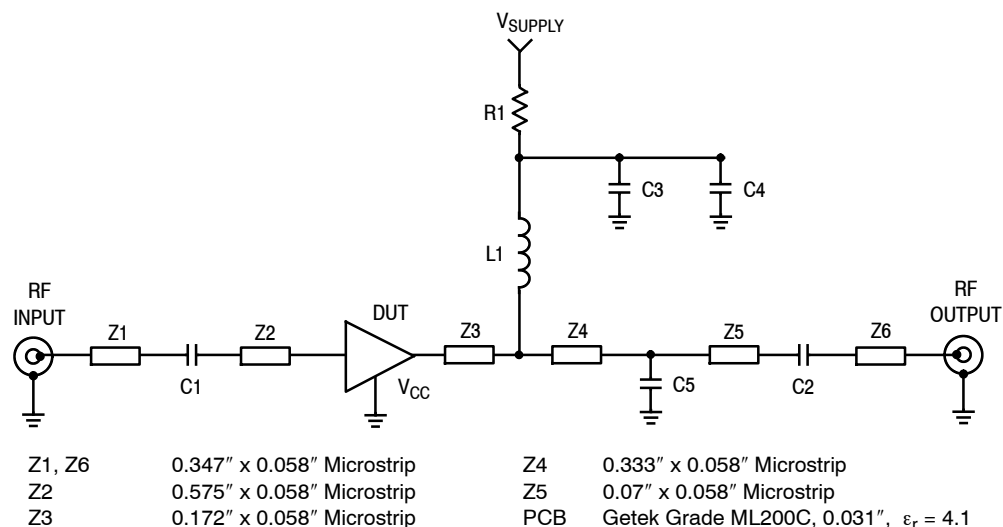 VSUPPLY
R1
C3 C4
L1
RF
INPUT
RF
OUTPUT
DUT
Z1 Z2 Z3 Z4 Z5 Z6
C1 VCC C5 C2
Z1, Z6 0.347″ x 0.058″ Microstrip
Z2 0.575″ x 0.058″ Microstrip
Z3 0.172″ x 0.058″ Microstrip
Z4 0.333″ x 0.058″ Microstrip
Z5 0.07″ x 0.058″ Microstrip
PCB Getek Grade ML200C, 0.031″, εr = 4.1